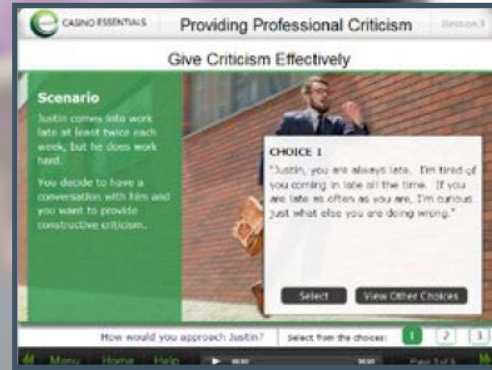 CASINO ESSENTIALS
Providing Professional Criticism
Session 3
Give Criticism Effectively
Scenario
Justin comes into work
late at least twice each
week, but he does work
hard.
You decide to have a
conversation with him and
you want to provide
constructive criticism.
CHOICE 1
"Justin, you are always late. I'm tired of
you coming in late all the time. If you
are late as often as you are, I'm curious
just what else you are doing wrong."
Select
View Other Choices
How would you approach Justin?
Select from the choices:
1
2
3
Menu
Home
Help